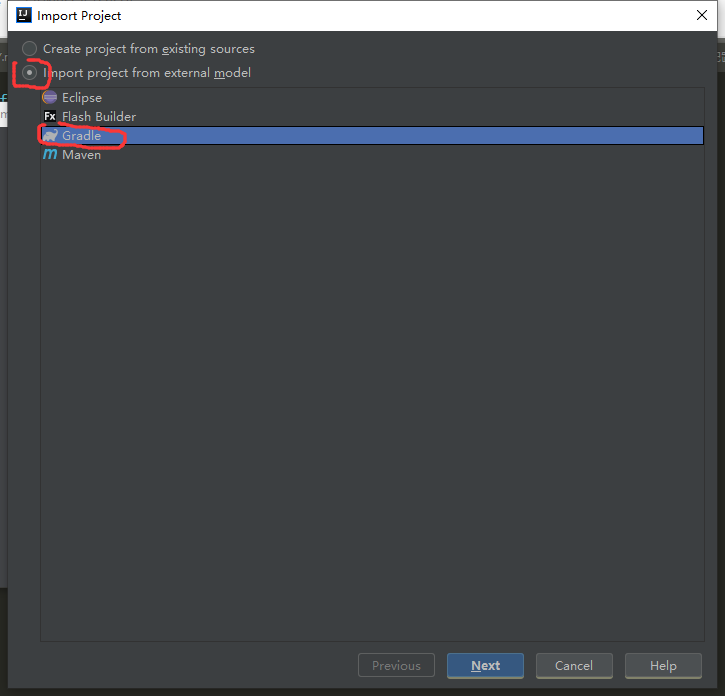 IJ Import Project
Create project from existing sources
Import project from external model
Eclipse
Fx Flash Builder
Gradle
m Maven
Previous Next Cancel Help